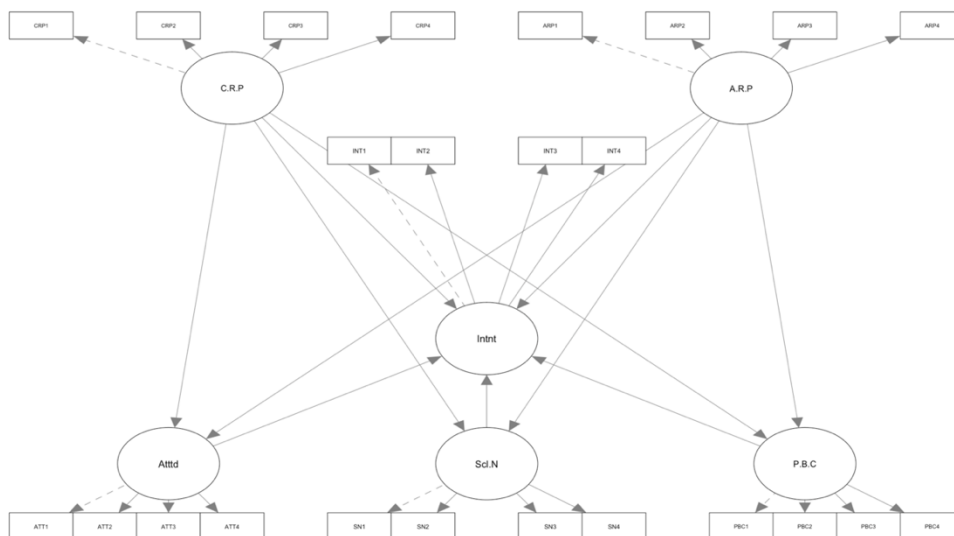 CRP1 CRP2 CRP3 CRP4 ARP1 ARP2 ARP3 ARP4
C.R.P A.R.P
INT1 INT2 INT3 INT4
Intnt
Atttd Scl.N P.B.C
ATT1 ATT2 ATT3 ATT4 SN1 SN2 SN3 SN4 PBC1 PBC2 PBC3 PBC4